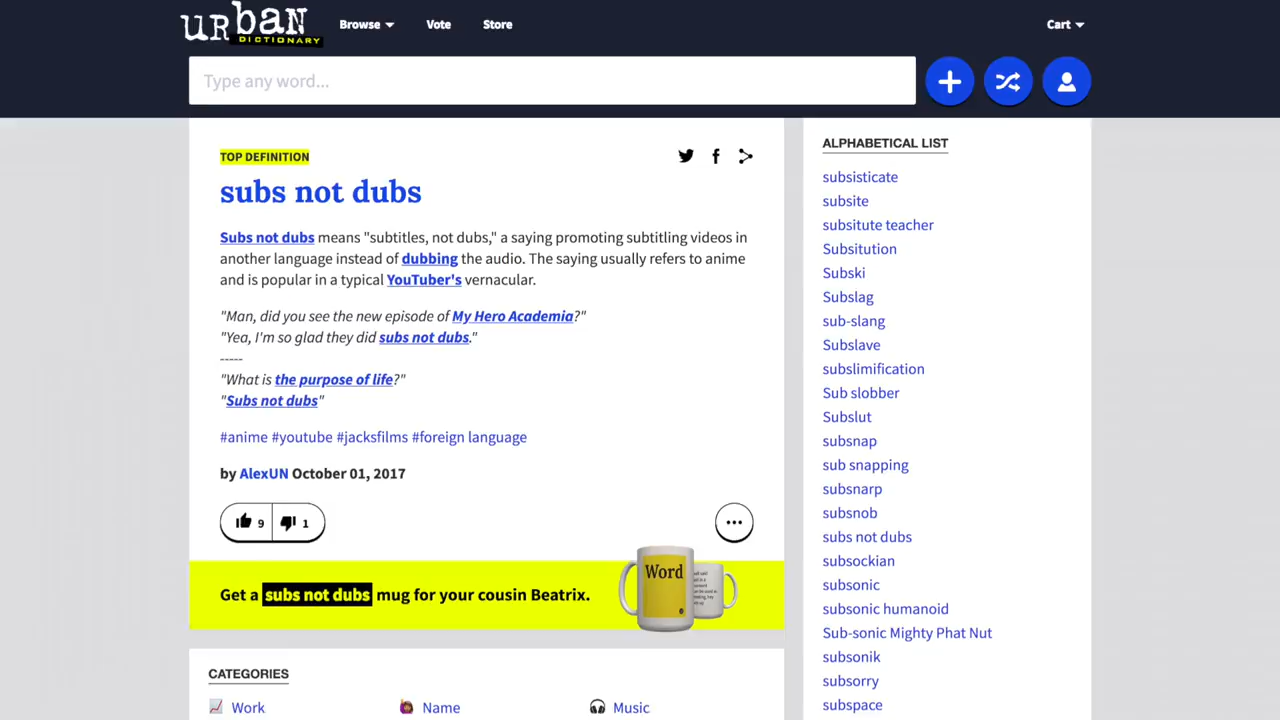 urban
DICTIONARY
Browse
Vote
Store
Cart
Type any word...
TOP DEFINITION
subs not dubs
Subs not dubs means "subtitles, not dubs," a saying promoting subtitling videos in
another language instead of dubbing the audio. The saying usually refers to anime
and is popular in a typical YouTuber's vernacular.
"Man, did you see the new episode of My Hero Academia?"
"Yea, I'm so glad they did subs not dubs."
-----
"What is the purpose of life?"
"Subs not dubs"
#anime #youtube #jacksfilms #foreign language
by AlexUN October 01, 2017
9
1
Get a subs not dubs mug for your cousin Beatrix.
Word
CATEGORIES
Work
Name
Music
ALPHABETICAL LIST
subsisticate
subsite
subsitute teacher
Subsitution
Subski
Subslag
sub-slang
Subslave
subslimification
Sub slobber
Subslut
subsnap
sub snapping
subsnarp
subsnob
subs not dubs
subsockian
subsonic
subsonic humanoid
Sub-sonic Mighty Phat Nut
subsonik
subsorry
subspace